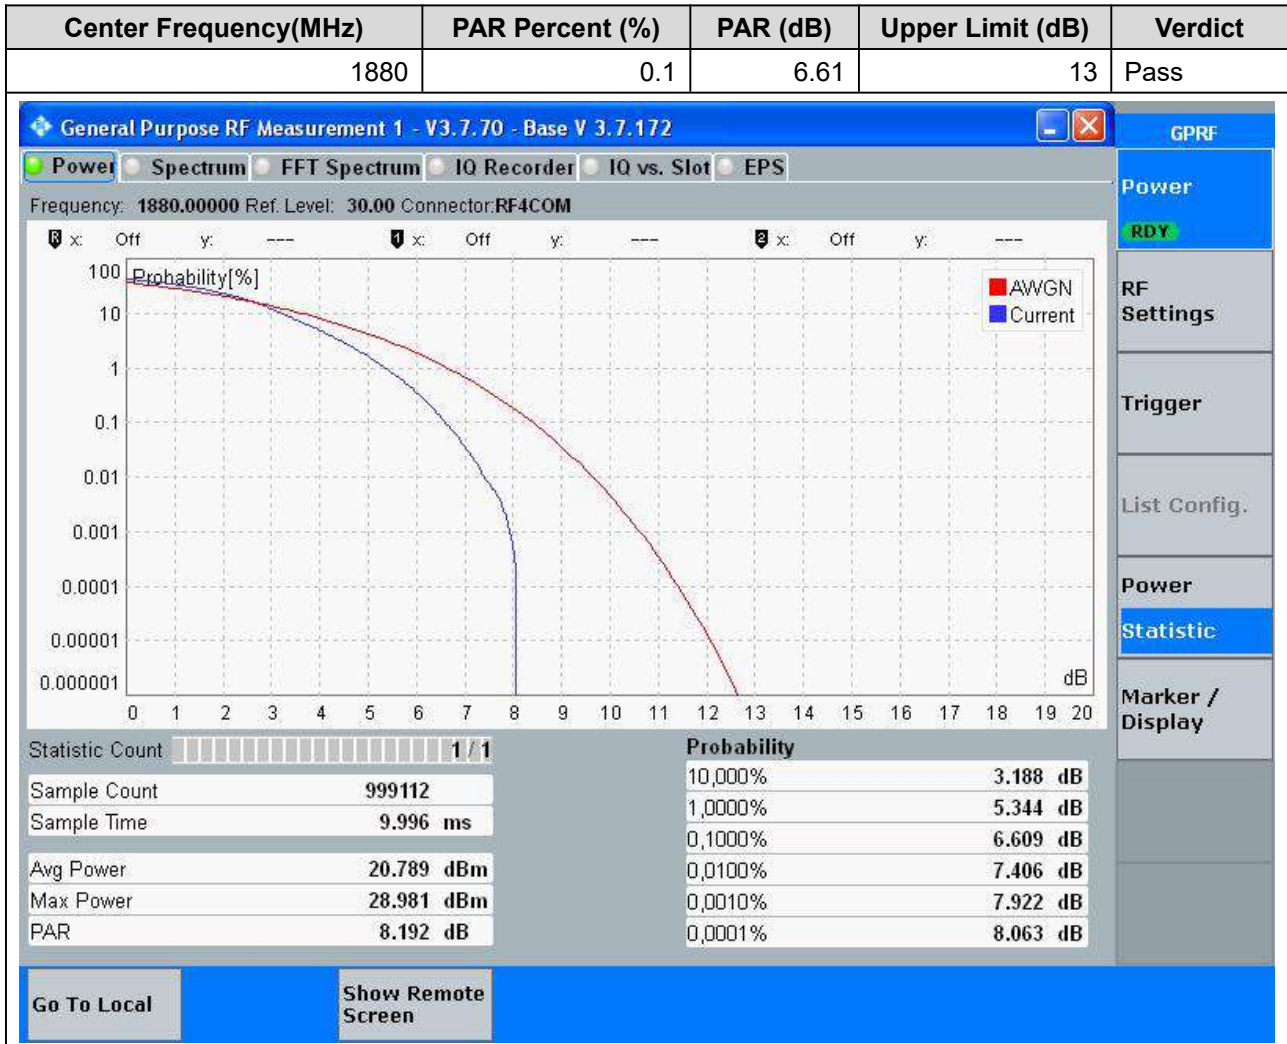 Center Frequency(MHz) PAR Percent (%) PAR (dB) Upper Limit (dB) Verdict
1880 0.1 6.61 13 Pass
General Purpose RF Measurement 1 - V3.7.70 - Base V 3.7.172
GPRF
Power Spectrum FFT Spectrum IQ Recorder IQ vs. Slot EPS
Frequency: 1880.00000 Ref. Level: 30.00 Connector:RF4COM
R x: Off y: --- 1 x: Off y: --- 2 x: Off y: ---
Probability[%]
AWGN
Current
100
10
1
0.1
0.01
0.001
0.0001
0.00001
0.000001
dB
0 1 2 3 4 5 6 7 8 9 10 11 12 13 14 15 16 17 18 19 20
Statistic Count 1 / 1
Sample Count 999112
Sample Time 9.996 ms
Avg Power 20.789 dBm
Max Power 28.981 dBm
PAR 8.192 dB
Probability
10,000% 3.188 dB
1,0000% 5.344 dB
0,1000% 6.609 dB
0,0100% 7.406 dB
0,0010% 7.922 dB
0,0001% 8.063 dB
Power
RDY
RF
Settings
Trigger
List Config.
Power
Statistic
Marker /
Display
Go To Local
Show Remote
Screen